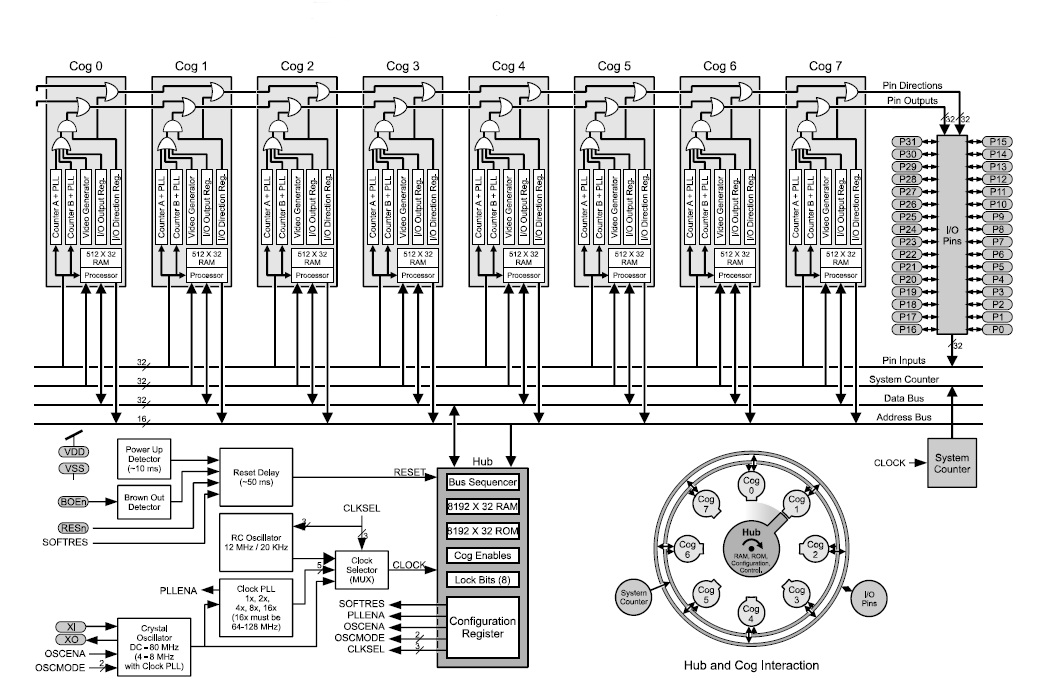 Cog 0 Cog 1 Cog 2 Cog 3 Cog 4 Cog 5 Cog 6 Cog 7
Pin Directions
Pin Outputs
32 32
Counter A + PLL
Counter B + PLL
Video Generator
I/O Output Reg.
I/O Direction Reg.
512 X 32
RAM
Processor
Counter A + PLL
Counter B + PLL
Video Generator
I/O Output Reg.
I/O Direction Reg.
512 X 32
RAM
Processor
Counter A + PLL
Counter B + PLL
Video Generator
I/O Output Reg.
I/O Direction Reg.
512 X 32
RAM
Processor
Counter A + PLL
Counter B + PLL
Video Generator
I/O Output Reg.
I/O Direction Reg.
512 X 32
RAM
Processor
Counter A + PLL
Counter B + PLL
Video Generator
I/O Output Reg.
I/O Direction Reg.
512 X 32
RAM
Processor
Counter A + PLL
Counter B + PLL
Video Generator
I/O Output Reg.
I/O Direction Reg.
512 X 32
RAM
Processor
Counter A + PLL
Counter B + PLL
Video Generator
I/O Output Reg.
I/O Direction Reg.
512 X 32
RAM
Processor
Counter A + PLL
Counter B + PLL
Video Generator
I/O Output Reg.
I/O Direction Reg.
512 X 32
RAM
Processor
P31 P15
P30 P14
P29 P13
P28 P12
P27 P11
P26 P10
P25 P9
P24 P8
P23 P7
P22 P6
P21 P5
P20 P4
P19 P3
P18 P2
P17 P1
P16 P0
I/O
Pins
32
32 Pin Inputs
32 System Counter
32 Data Bus
16 Address Bus
VDD
VSS
BOEn
RESn
SOFTRES
Power Up
Detector
(~10 ms)
Brown Out
Detector
Reset Delay
(~50 ms)
RESET
RC Oscillator
12 MHz / 20 KHz
2
CLKSEL
3
5
Clock
Selector
(MUX)
CLOCK
PLLENA
Clock PLL
1x, 2x,
4x, 8x, 16x
(16x must be
64–128 MHz)
XI
XO
OSCENA
OSCMODE 2
Crystal
Oscillator
DC – 80 MHz
(4 – 8 MHz
with Clock PLL)
Hub
Bus Sequencer
8192 X 32 RAM
8192 X 32 ROM
Cog Enables
Lock Bits (8)
Configuration
Register
SOFTRES
PLLENA
OSCENA
OSCMODE 2
CLKSEL 3
CLOCK
System
Counter
Cog
0
Cog
1
Cog
2
Cog
3
Cog
4
Cog
5
Cog
6
Cog
7
Hub
RAM, ROM,
Configuration,
Control,
System
Counter
I/O
Pins
Hub and Cog Interaction